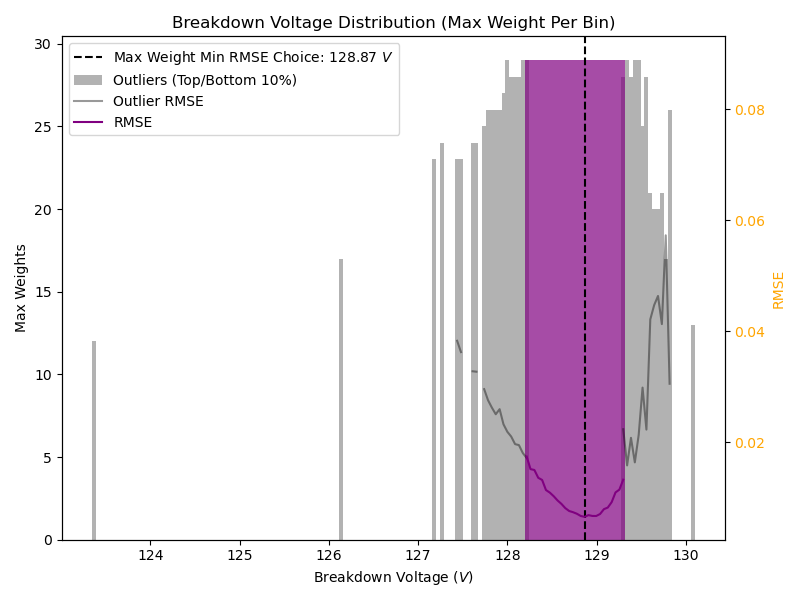 Breakdown Voltage Distribution (Max Weight Per Bin)
Max Weight Min RMSE Choice: 128.87 V
Outliers (Top/Bottom 10%)
Outlier RMSE
RMSE
30
25
20
15
10
5
0
Max Weights
0.08
0.06
0.04
0.02
RMSE
124
125
126
127
128
129
130
Breakdown Voltage (V)